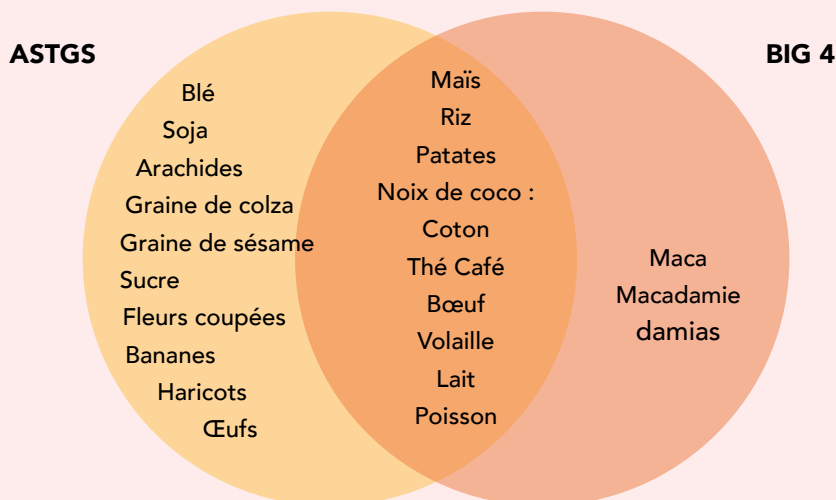 ASTGS
BIG 4
Blé
Soja
Arachides
Graine de colza
Graine de sésame
Sucre
Fleurs coupées
Bananes
Haricots
Œufs
Maïs
Riz
Patates
Noix de coco :
Coton
Thé Café
Bœuf
Volaille
Lait
Poisson
Maca
Macadamie
damias